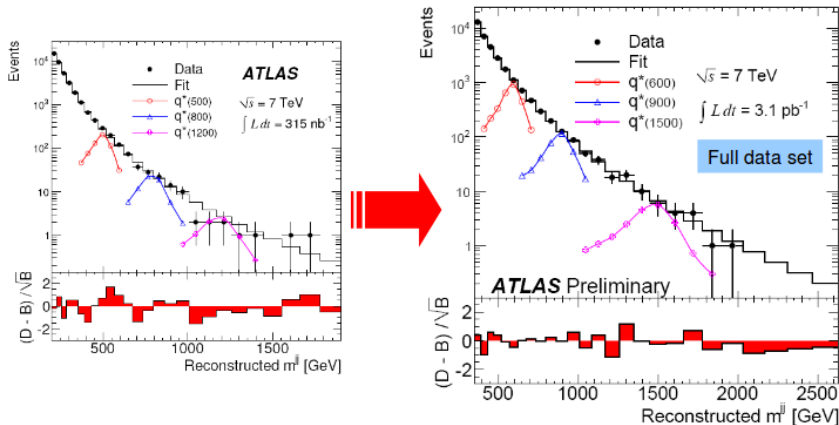 Events
10⁴
10³
10²
10
1
Data
Fit
q*(500)
q*(800)
q*(1200)
ATLAS
√s = 7 TeV
∫ L dt = 315 nb⁻¹
(D - B) / √B
2
0
-2
500
1000
1500
Reconstructed m^jj [GeV]
Events
10⁴
10³
10²
10
1
Data
Fit
q*(600)
q*(900)
q*(1500)
√s = 7 TeV
∫ L dt = 3.1 pb⁻¹
Full data set
ATLAS Preliminary
(D - B) / √B
2
0
-2
500
1000
1500
2000
2500
Reconstructed m^jj [GeV]